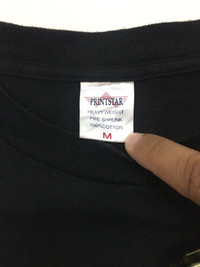 PRINTSTAR
HEAVY WEIGHT
PRE SHRUNK
100%COTTON
M